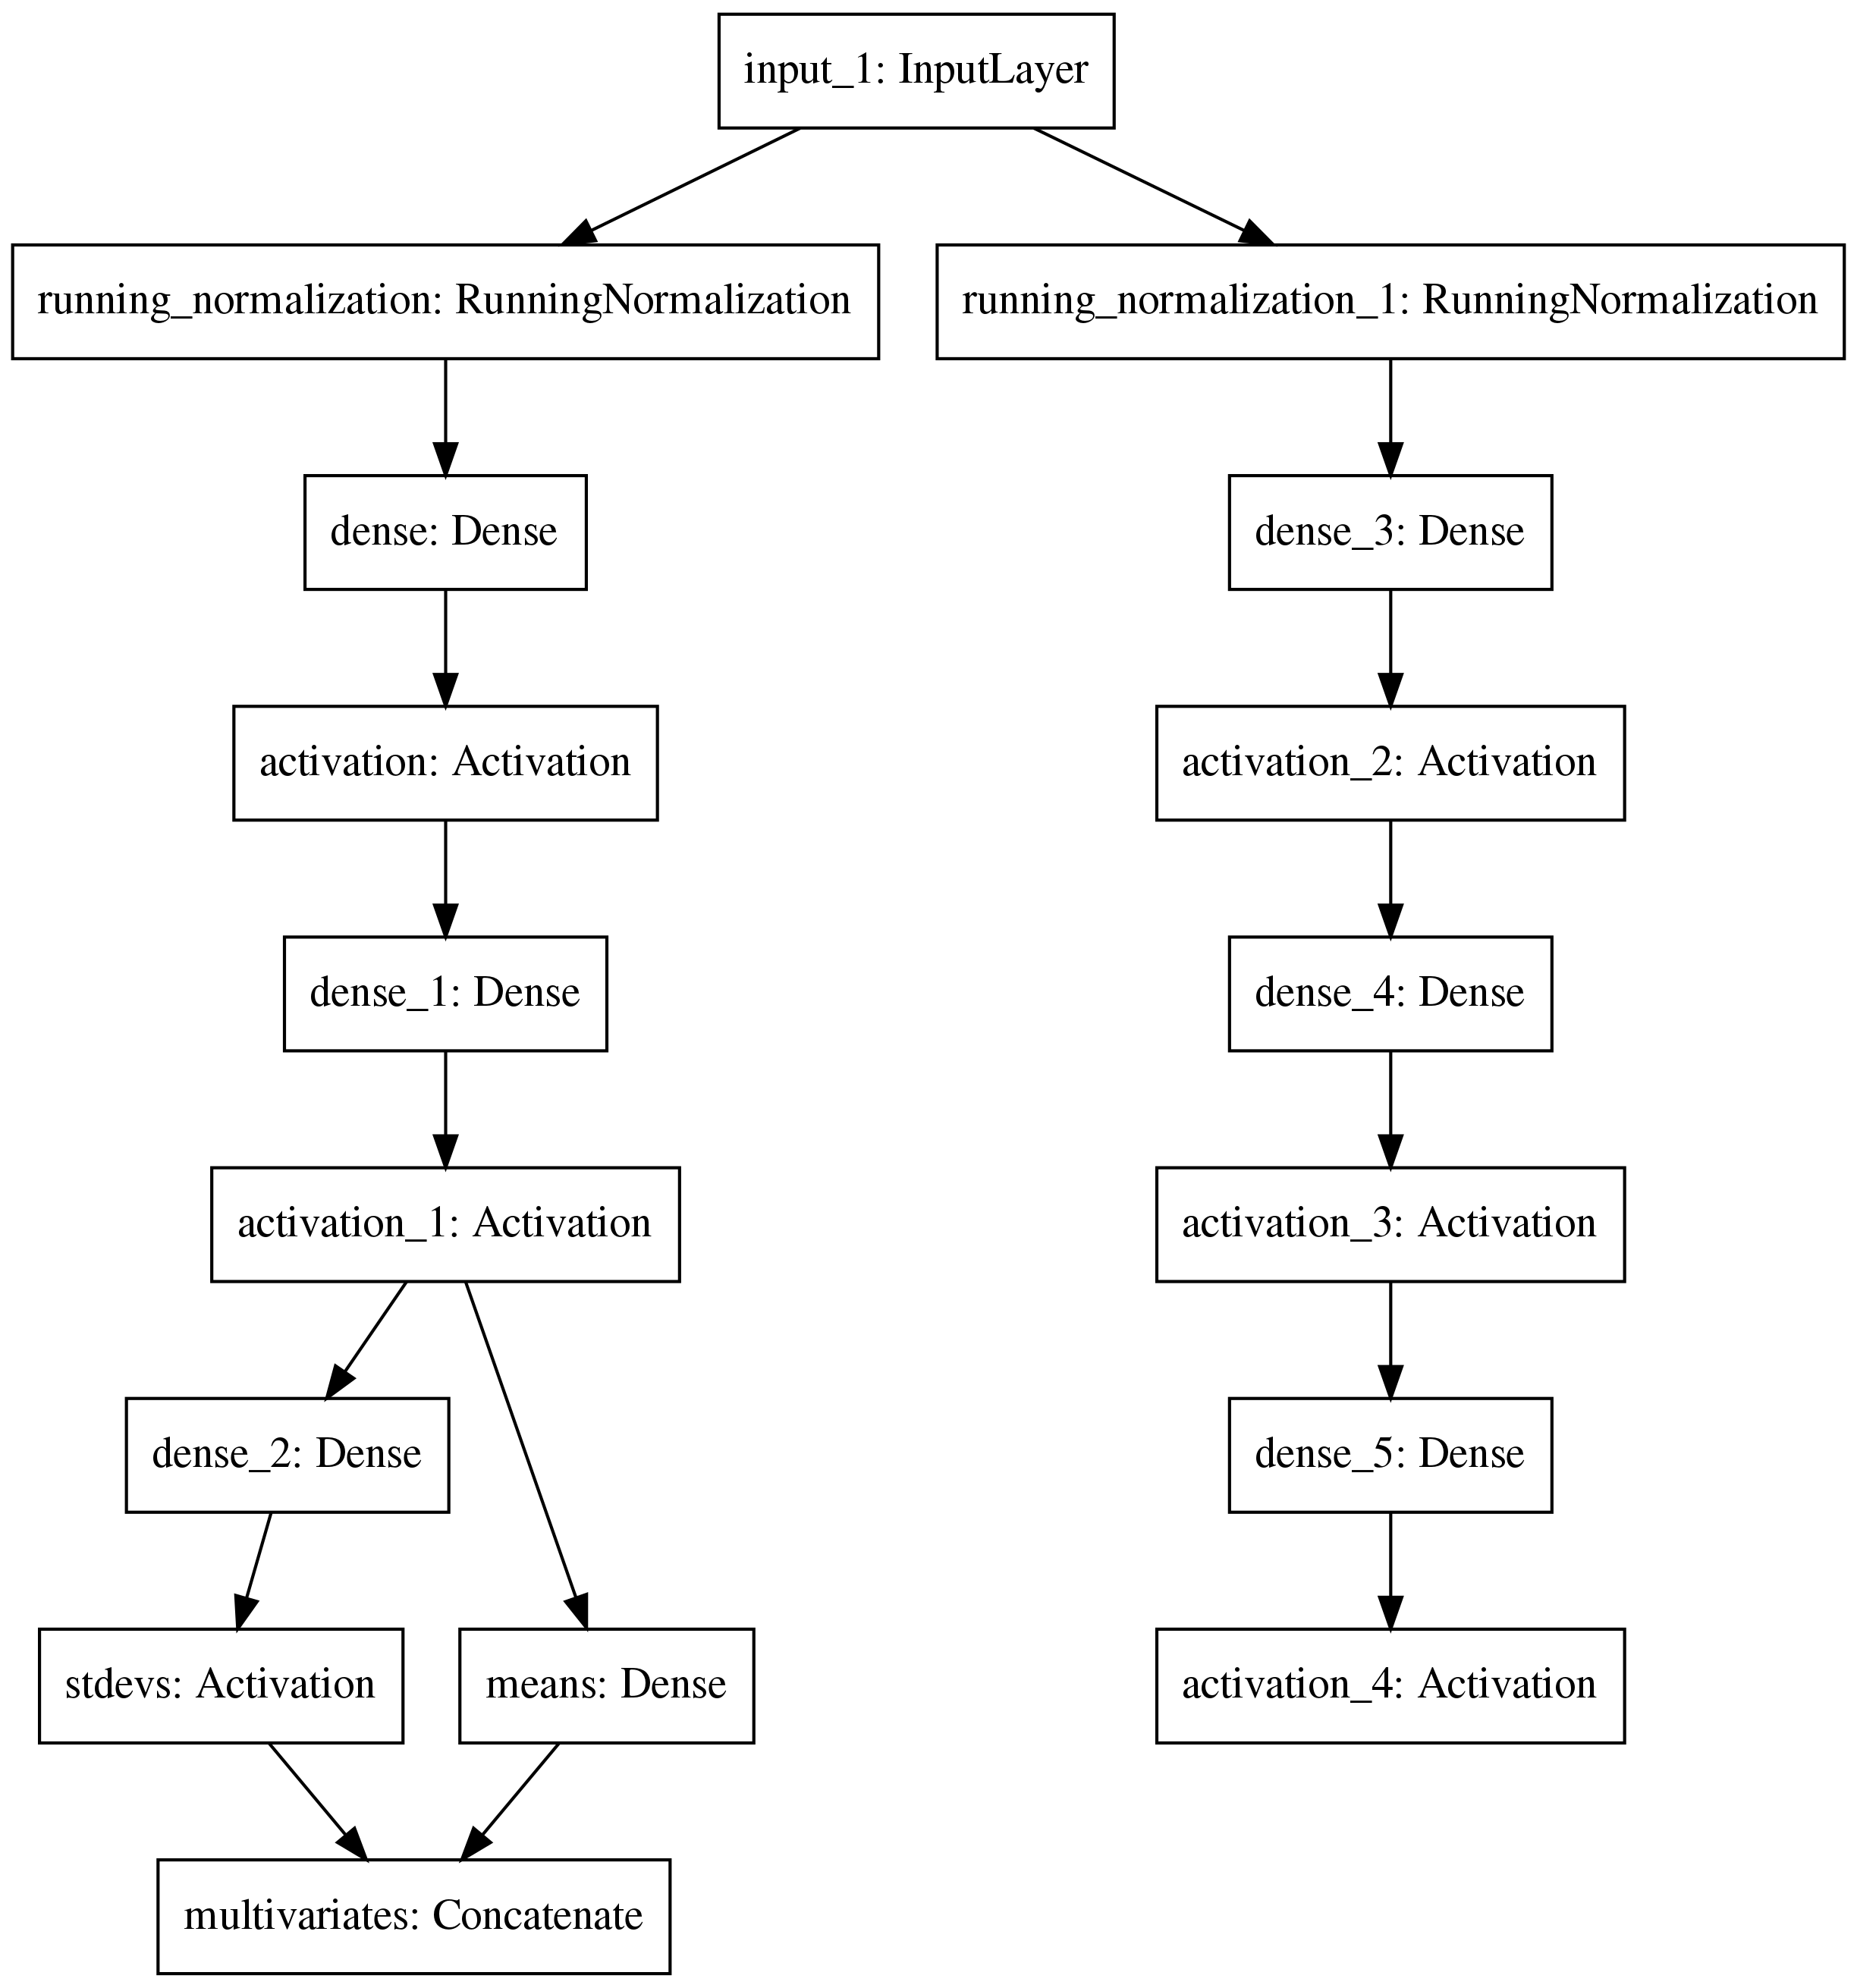 input_1: InputLayer
running_normalization: RunningNormalization
running_normalization_1: RunningNormalization
dense: Dense
dense_3: Dense
activation: Activation
activation_2: Activation
dense_1: Dense
dense_4: Dense
activation_1: Activation
activation_3: Activation
dense_2: Dense
dense_5: Dense
stdevs: Activation
means: Dense
activation_4: Activation
multivariates: Concatenate